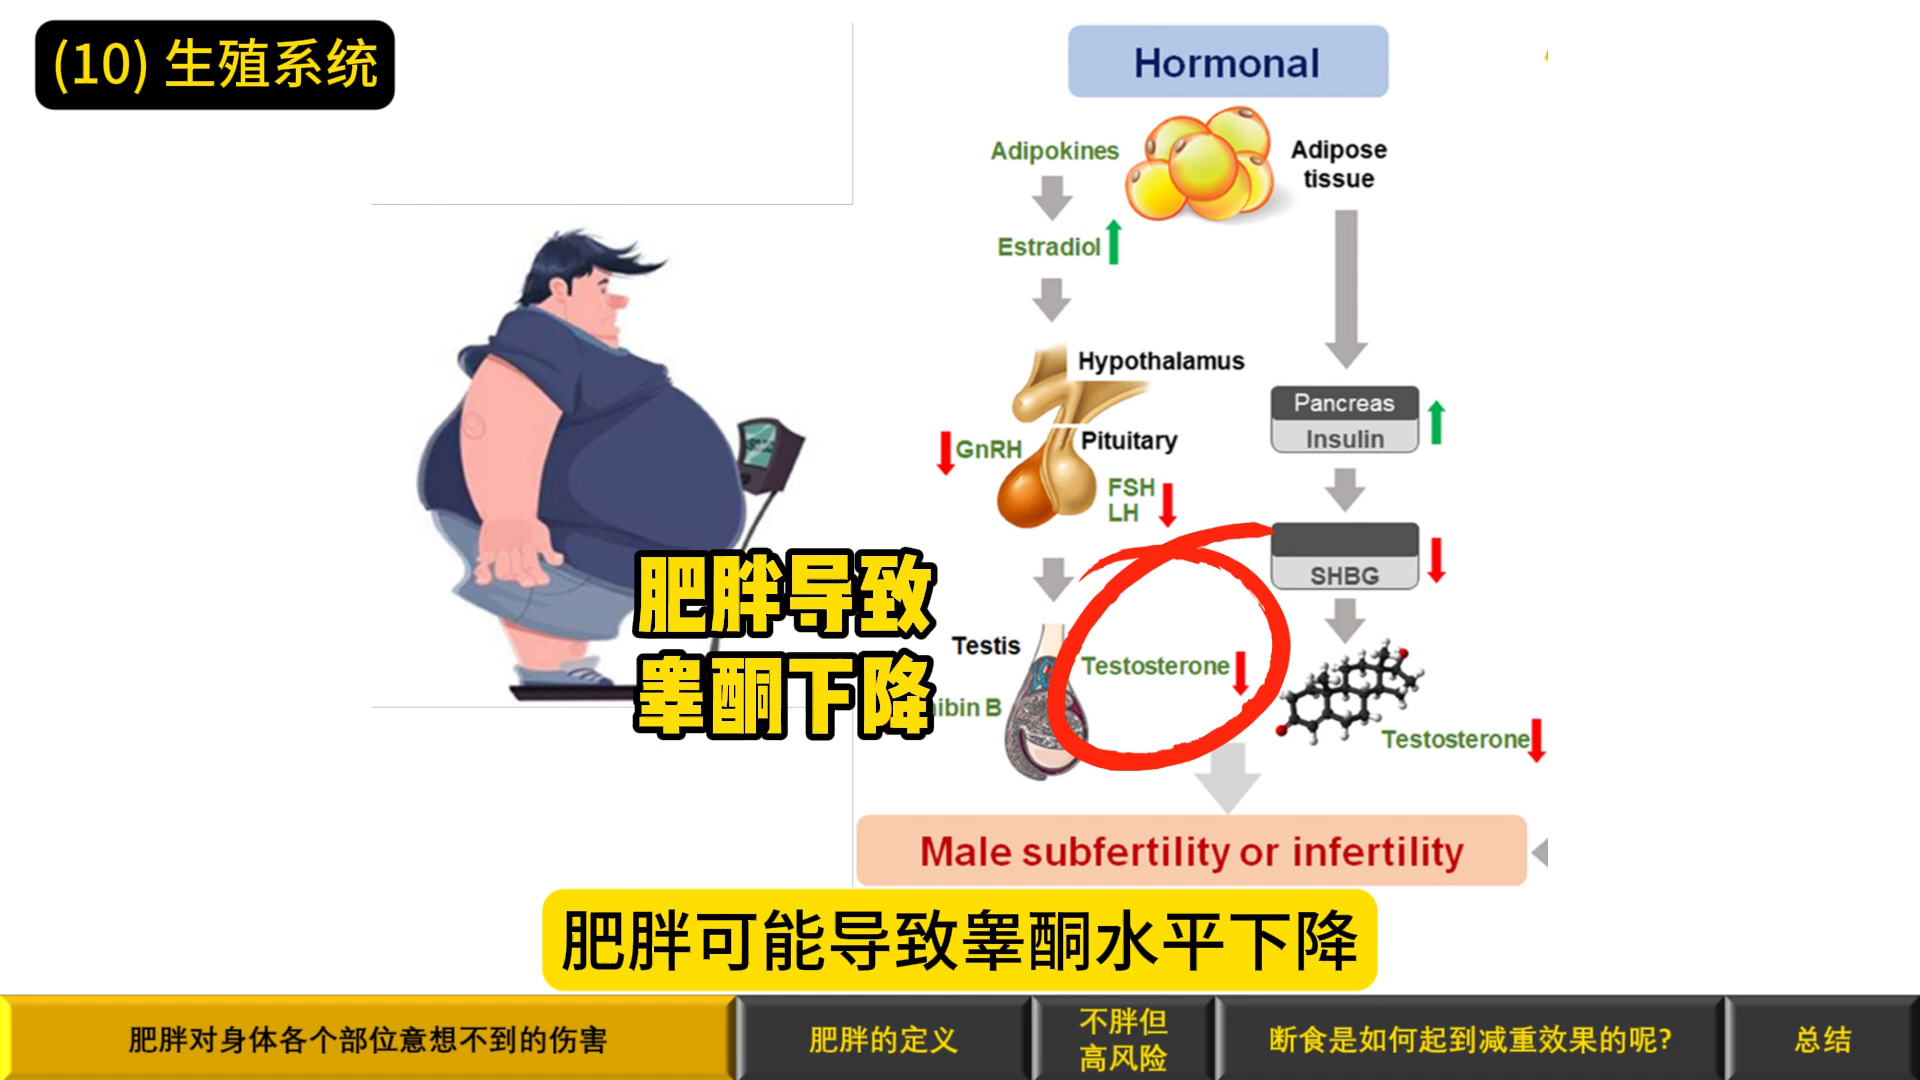 (10) 生殖系统
Hormonal
Adipokines
Adipose
tissue
Estradiol
Hypothalamus
Pancreas
Insulin
GnRH
Pituitary
FSH
LH
SHBG
肥胖导致
睾酮下降
Testis
Testosterone
ibin B
Testosterone
Male subfertility or infertility
肥胖可能导致睾酮水平下降
肥胖对身体各个部位意想不到的伤害
肥胖的定义
不胖但
高风险
断食是如何起到减重效果的呢?
总结